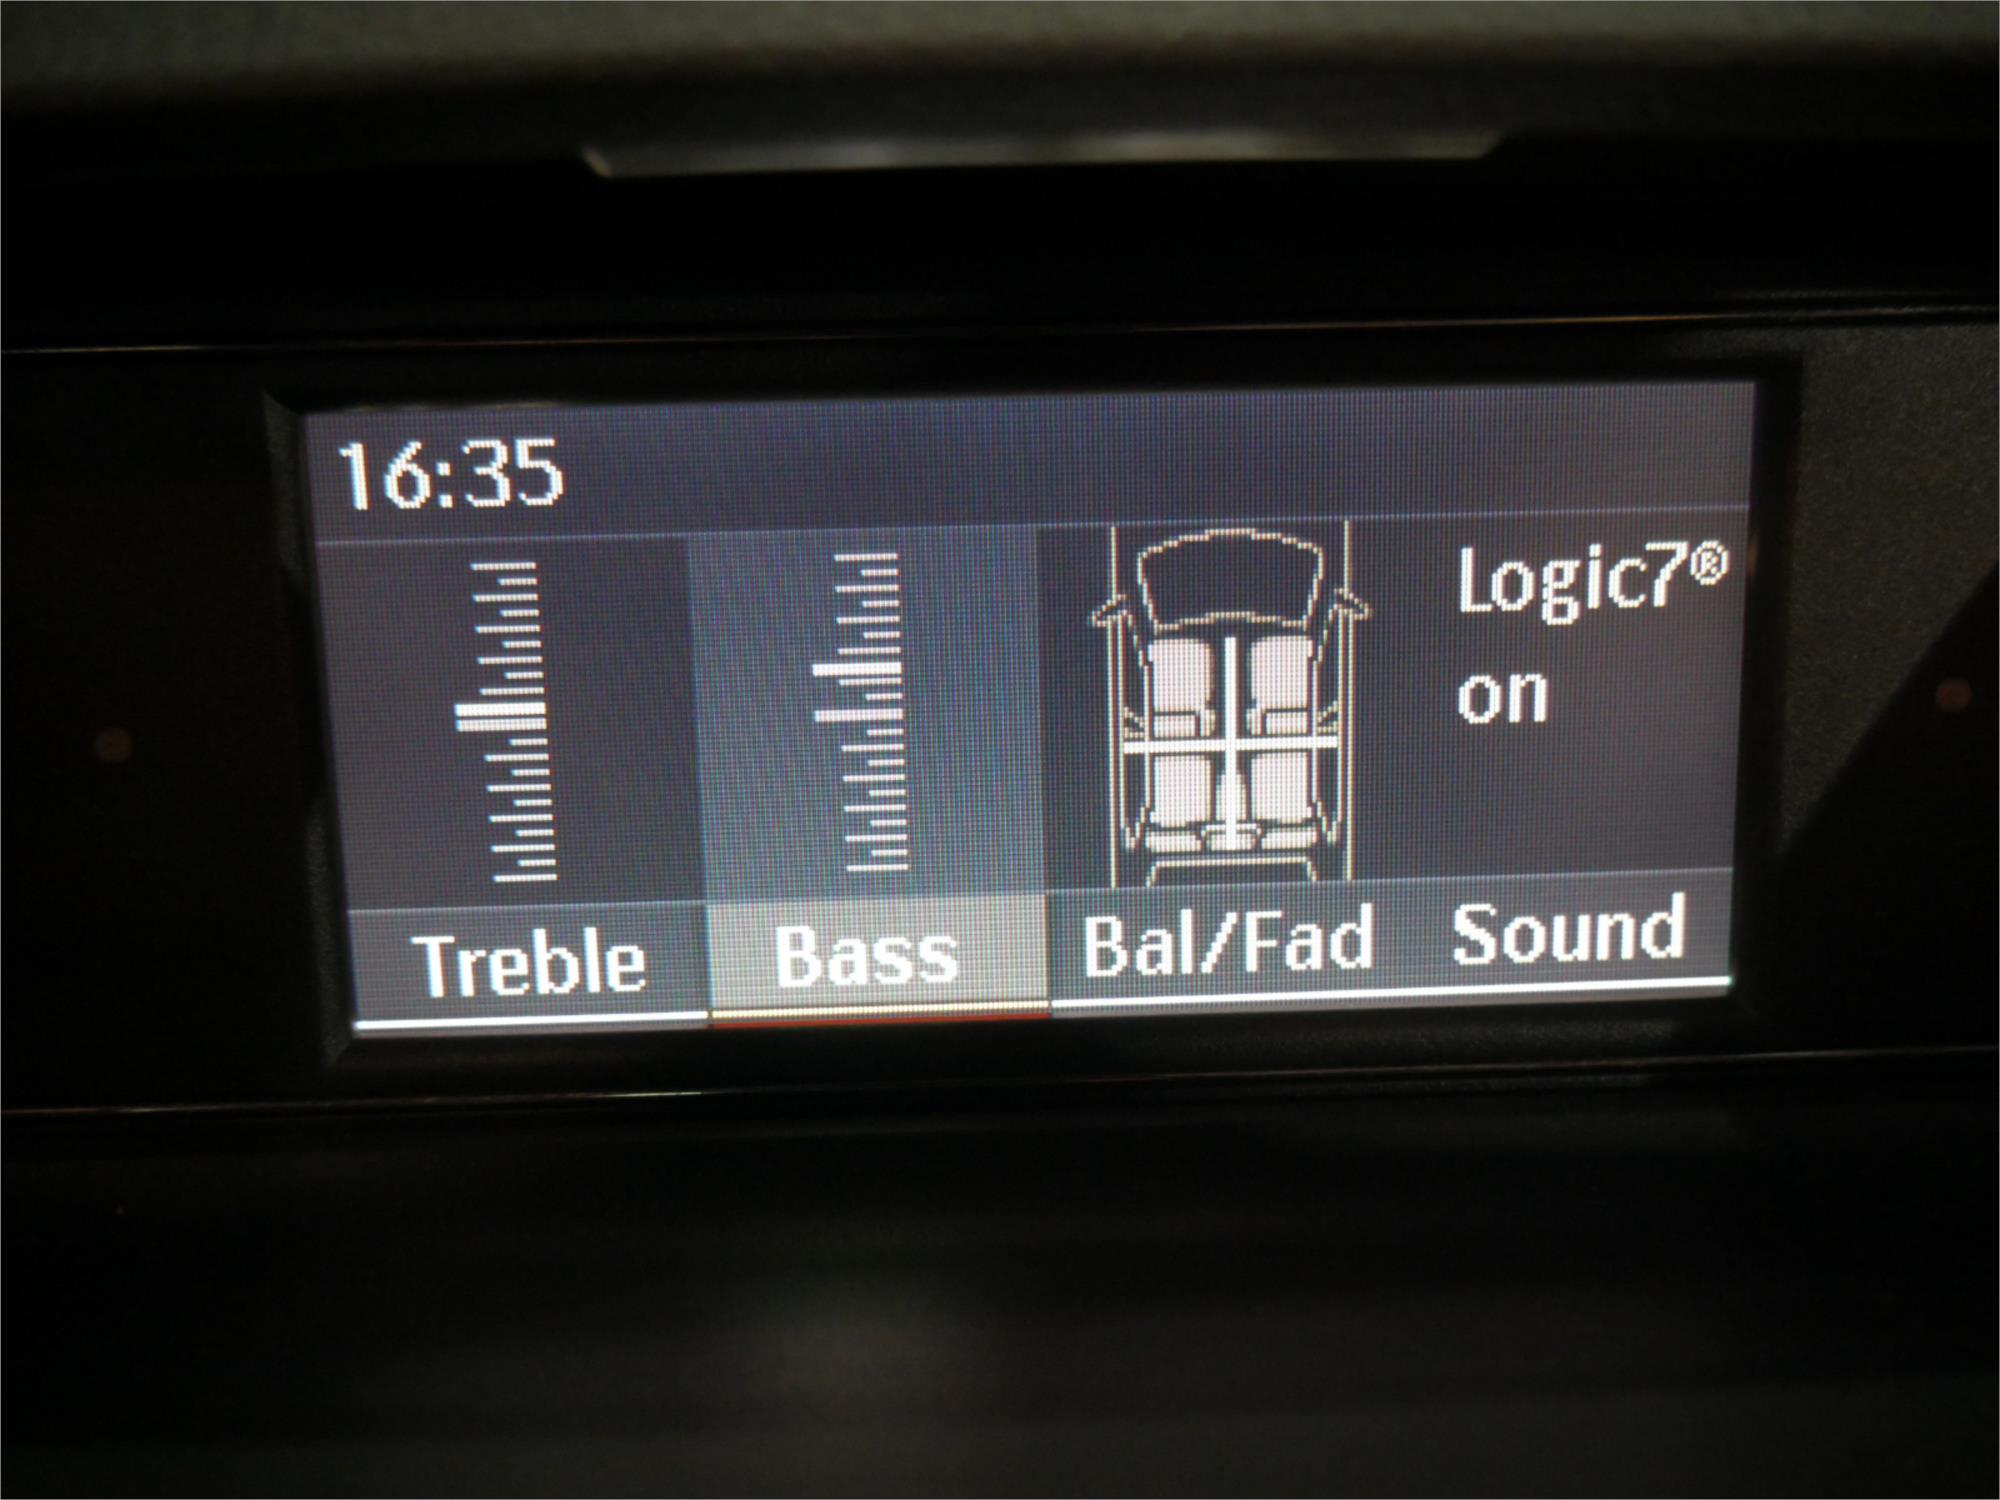 16:35
Logic7®
on
Treble Bass Bal/Fad Sound